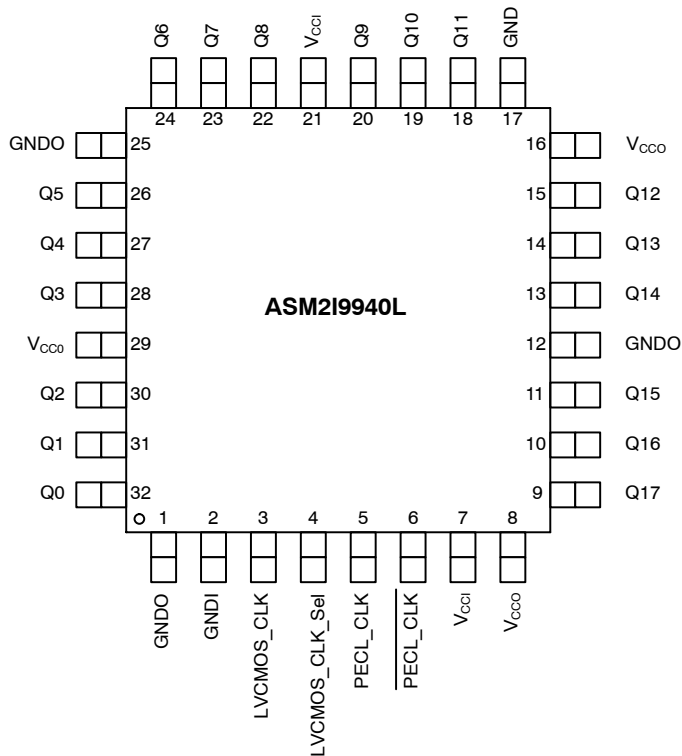 Q6 Q7 Q8 VCCI Q9 Q10 Q11 GND
24 23 22 21 20 19 18 17
GNDO 25 16 VCCO
Q5 26 15 Q12
Q4 27 14 Q13
Q3 28 13 Q14
ASM2I9940L
VCC0 29 12 GNDO
Q2 30 11 Q15
Q1 31 10 Q16
Q0 32 9 Q17
1 2 3 4 5 6 7 8
GNDO GNDI LVCMOS_CLK LVCMOS_CLK_Sel PECL_CLK PECL_CLK VCCI VCCO